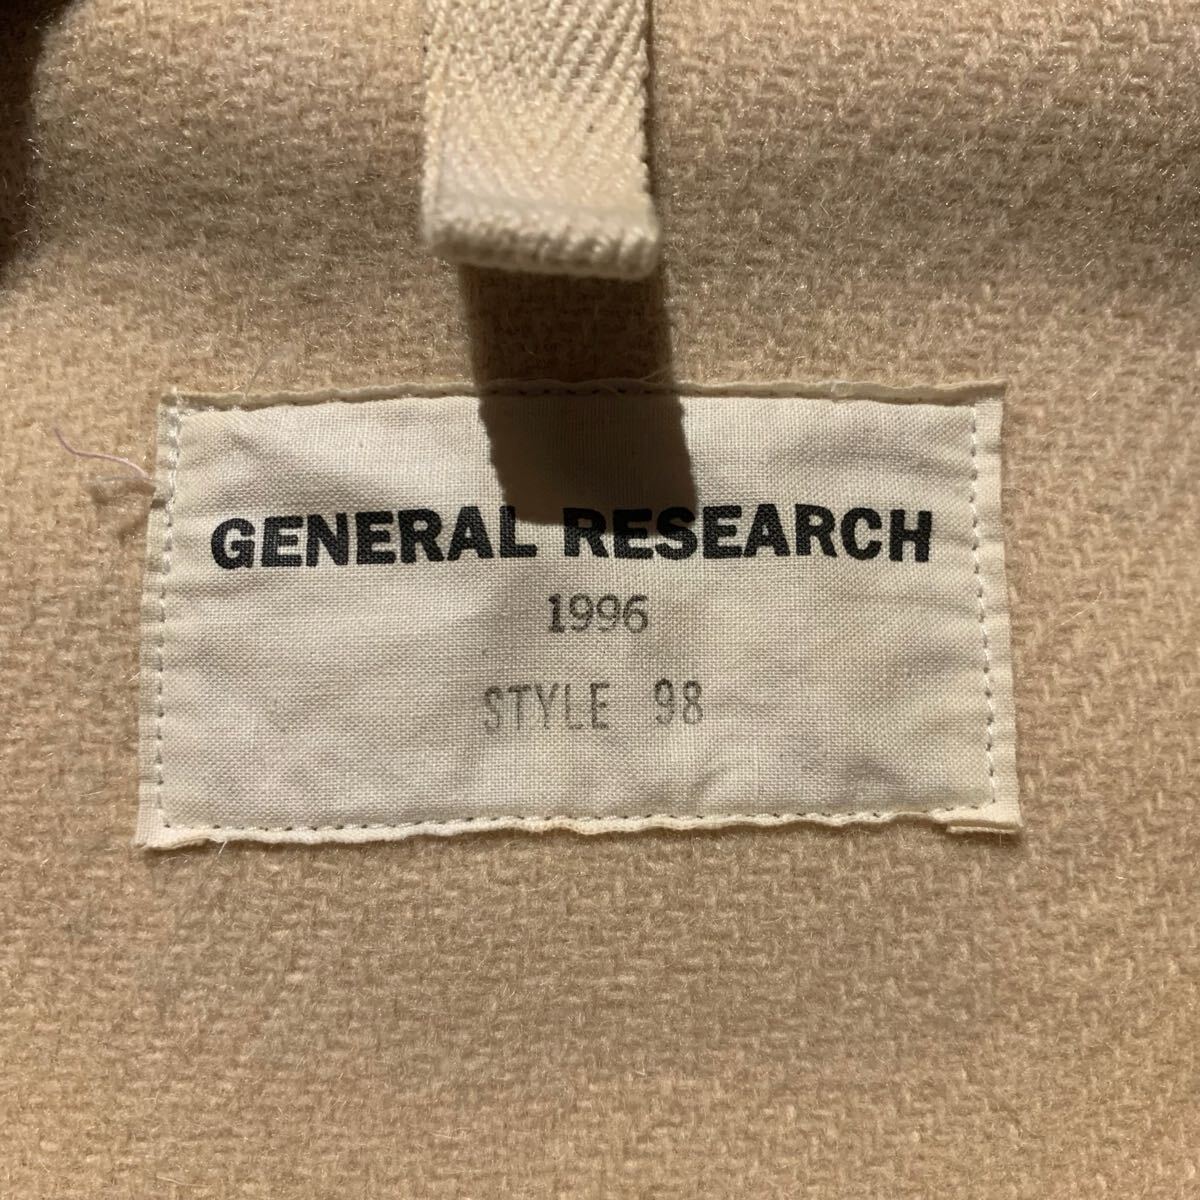 GENERAL RESEARCH
1996
STYLE 98